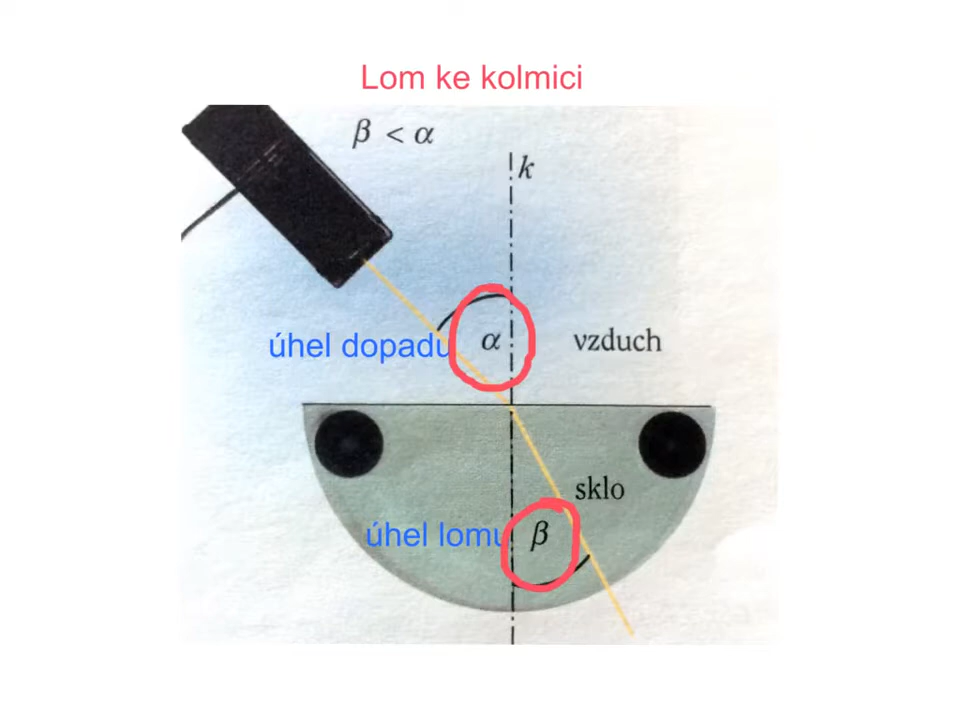 Lom ke kolmici
β < α
k
úhel dopadu
α
vzduch
sklo
úhel lomu
β